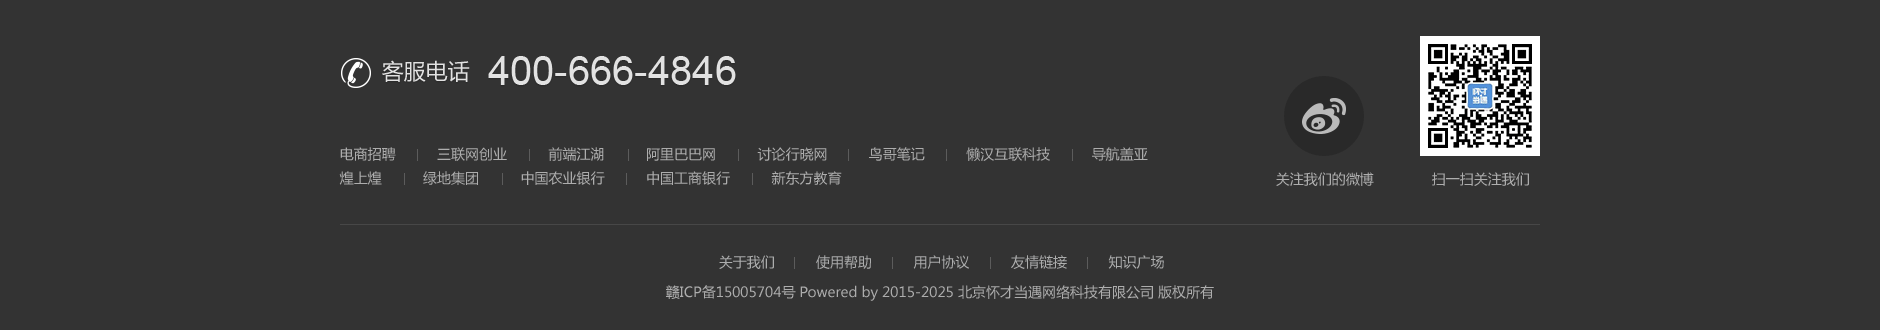 客服电话 400-666-4846
电商招聘 | 三联网创业 | 前端江湖 | 阿里巴巴网 | 讨论行晓网 | 鸟哥笔记 | 懒汉互联科技 | 导航盖亚
煌上煌 | 绿地集团 | 中国农业银行 | 中国工商银行 | 新东方教育
怀才
当遇
关注我们的微博
扫一扫关注我们
关于我们 | 使用帮助 | 用户协议 | 友情链接 | 知识广场
赣ICP备15005704号 Powered by 2015-2025 北京怀才当遇网络科技有限公司 版权所有